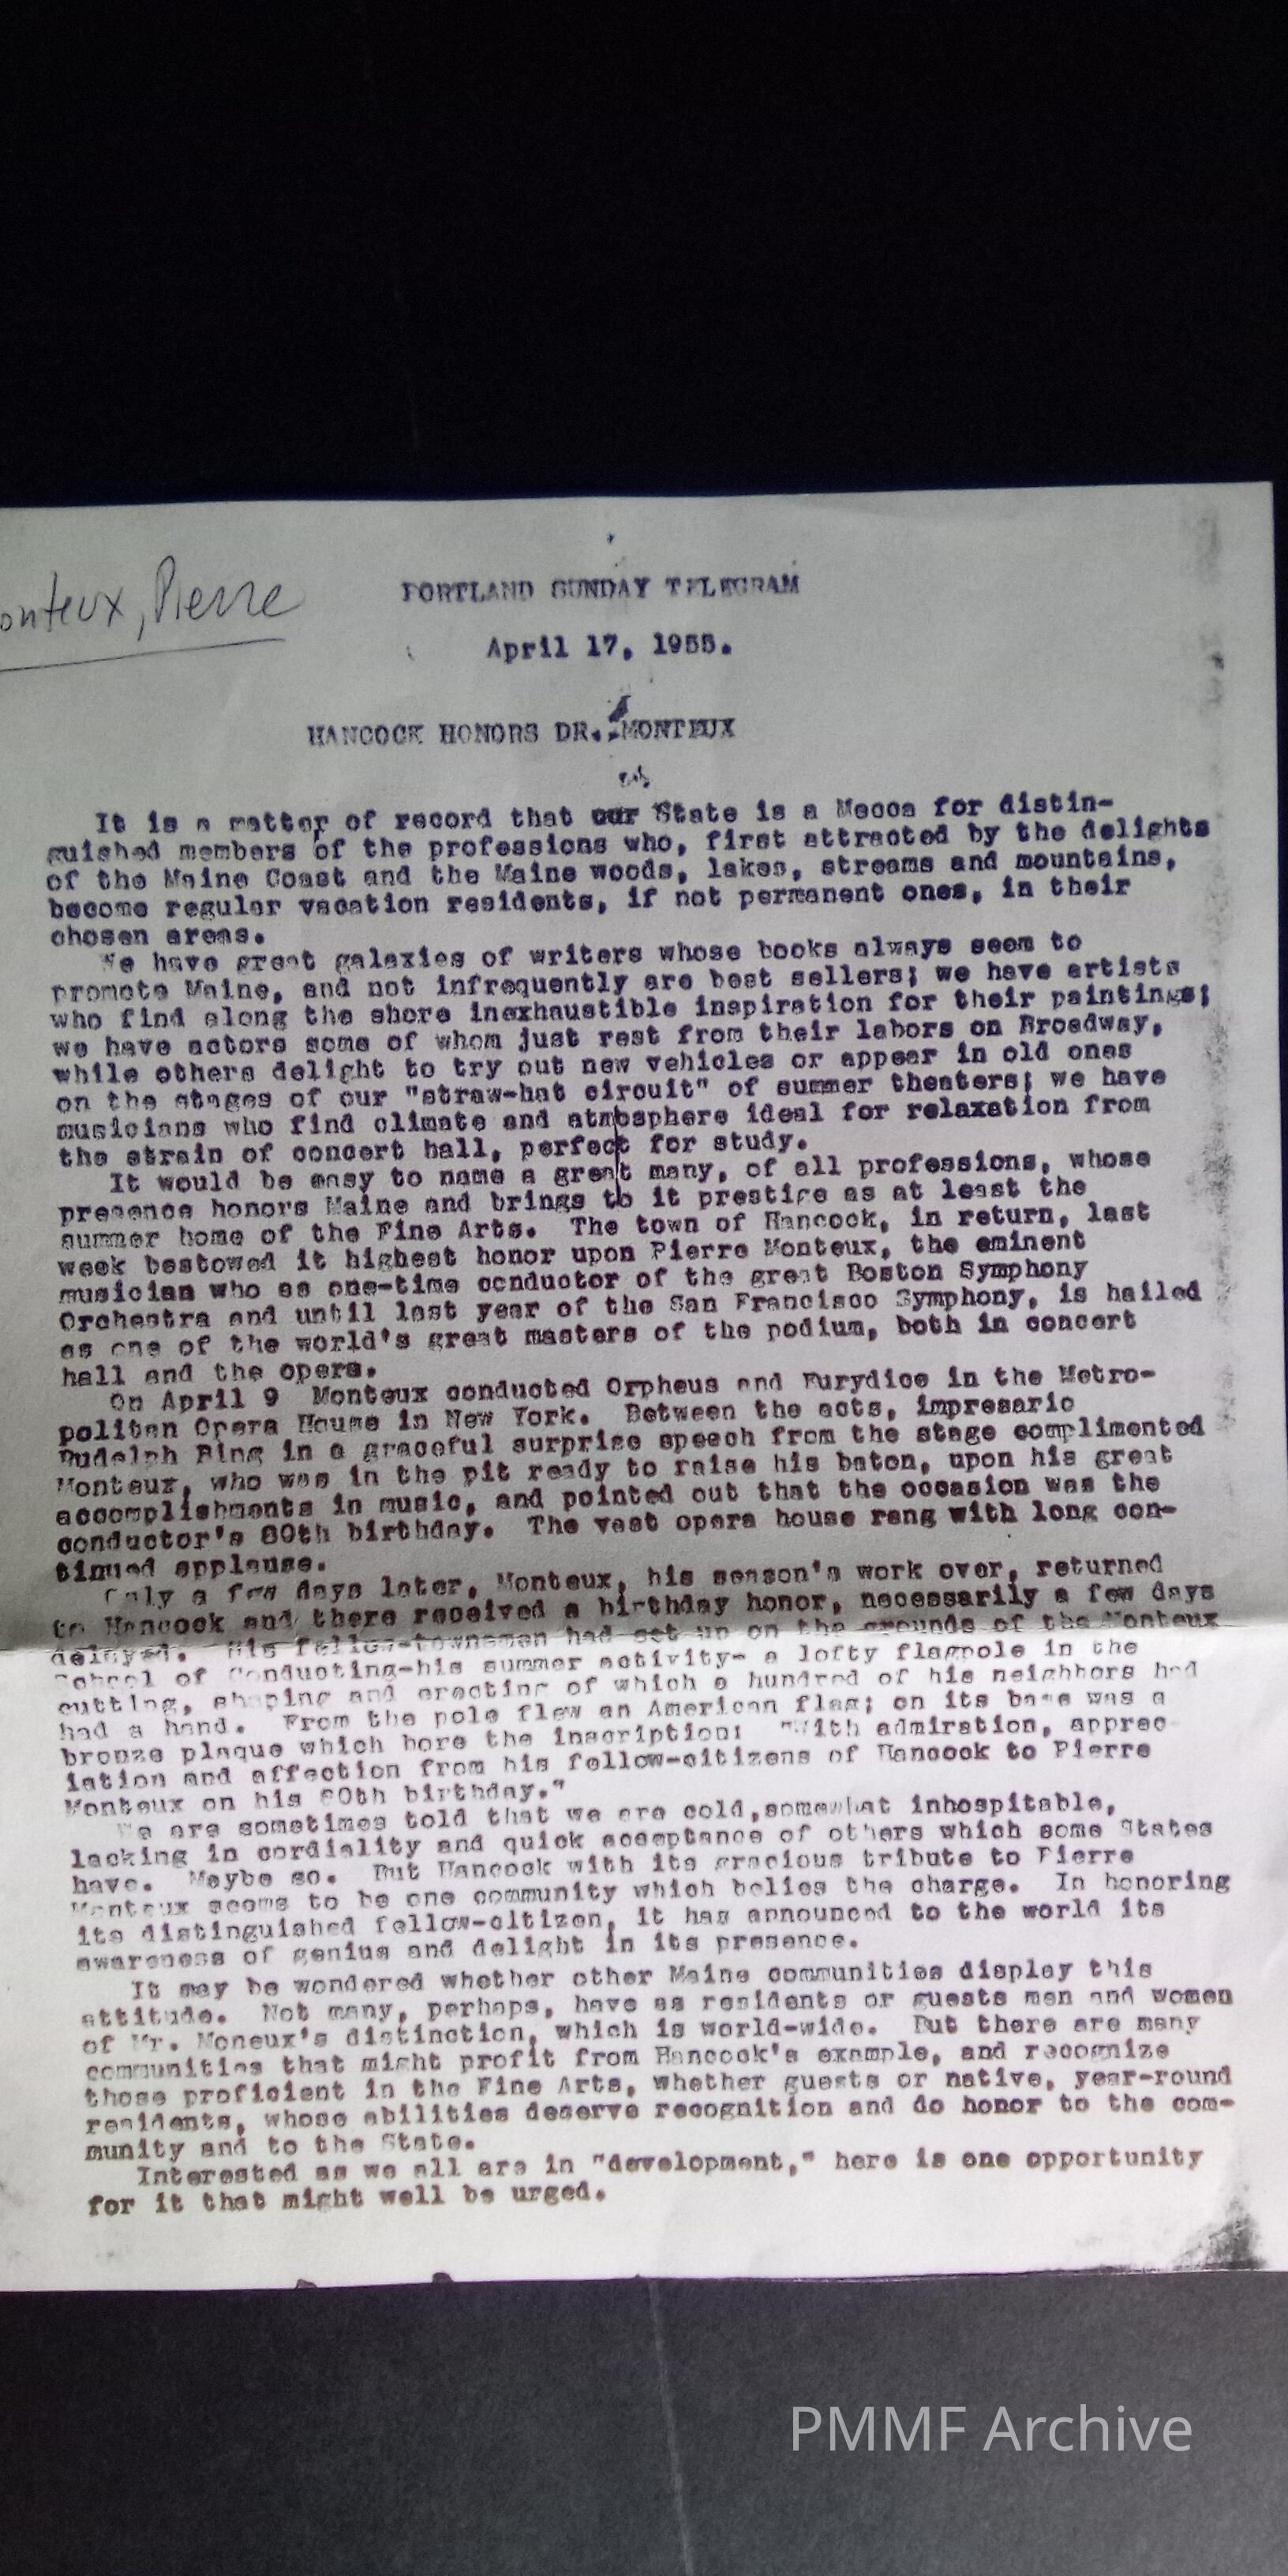 onteux, Pierre
PORTLAND SUNDAY TELEGRAM
April 17, 1955.
HANCOCK HONORS DR. MONTEUX
It is a matter of record that our State is a Mecca for distin-
guished members of the professions who, first attracted by the delights
of the Maine Coast and the Maine woods, lakes, streams and mountains,
become regular vacation residents, if not permanent ones, in their
chosen areas.
We have great galaxies of writers whose books always seem to
promote Maine, and not infrequently are best sellers; we have artists
who find along the shore inexhaustible inspiration for their paintings;
we have actors some of whom just rest from their labors on Broadway,
while others delight to try out new vehicles or appear in old ones
on the stages of our "straw-hat circuit" of summer theaters; we have
musicians who find climate and atmosphere ideal for relaxation from
the strain of concert hall, perfect for study.
It would be easy to name a great many, of all professions, whose
presence honors Maine and brings to it prestige as at least the
summer home of the Fine Arts. The town of Hancock, in return, last
week bestowed it highest honor upon Pierre Monteux, the eminent
musician who as one-time conductor of the great Boston Symphony
Orchestra and until last year of the San Francisco Symphony, is hailed
as one of the world's great masters of the podium, both in concert
hall and the opera.
On April 9 Monteux conducted Orpheus and Eurydice in the Metro-
politan Opera House in New York. Between the acts, impresario
Rudolph Bing in a graceful surprise speech from the stage complimented
Monteux, who was in the pit ready to raise his baton, upon his great
accomplishments in music, and pointed out that the occasion was the
conductor's 80th birthday. The vast opera house rang with long con-
tinued applause.
Only a few days later, Monteux, his season's work over, returned
to Hancock and there received a birthday honor, necessarily a few days
delayed. His fellow-townsmen had set up on the grounds of the Monteux
School of Conducting-his summer activity- a lofty flagpole in the
cutting, shaping and erecting of which a hundred of his neighbors had
had a hand. From the pole flew an American flag; on its base was a
bronze plaque which bore the inscription: "With admiration, apprec-
iation and affection from his fellow-citizens of Hancock to Pierre
Monteux on his 80th birthday."
We are sometimes told that we are cold,somewhat inhospitable,
lacking in cordiality and quick acceptance of others which some States
have. Maybe so. But Hancock with its gracious tribute to Pierre
Monteux seems to be one community which belies the charge. In honoring
its distinguished fellow-citizen, it has announced to the world its
awareness of genius and delight in its presence.
It may be wondered whether other Maine communities display this
attitude. Not many, perhaps, have as residents or guests men and women
of Mr. Moneux's distinction, which is world-wide. But there are many
communities that might profit from Hancock's example, and recognize
those proficient in the Fine Arts, whether guests or native, year-round
residents, whose abilities deserve recognition and do honor to the com-
munity and to the State.
Interested as we all are in "development," here is one opportunity
for it that might well be urged.
PMMF Archive